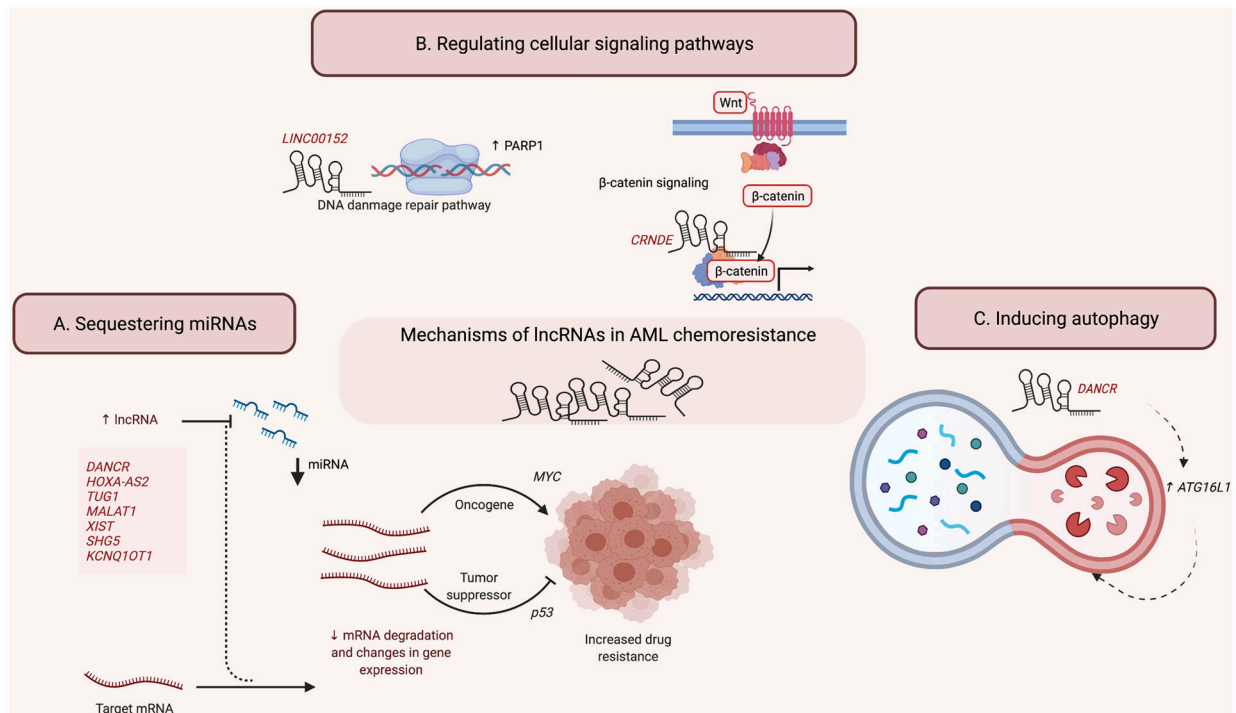 B. Regulating cellular signaling pathways
LINC00152
↑ PARP1
DNA danmage repair pathway
Wnt
β-catenin signaling
β-catenin
CRNDE
β-catenin
A. Sequestering miRNAs
Mechanisms of lncRNAs in AML chemoresistance
C. Inducing autophagy
↑ lncRNA
miRNA
DANCR
HOXA-AS2
TUG1
MALAT1
XIST
SHG5
KCNQ1OT1
MYC
Oncogene
Tumor
suppressor
p53
↓ mRNA degradation
and changes in gene
expression
Increased drug
resistance
Target mRNA
DANCR
↑ ATG16L1